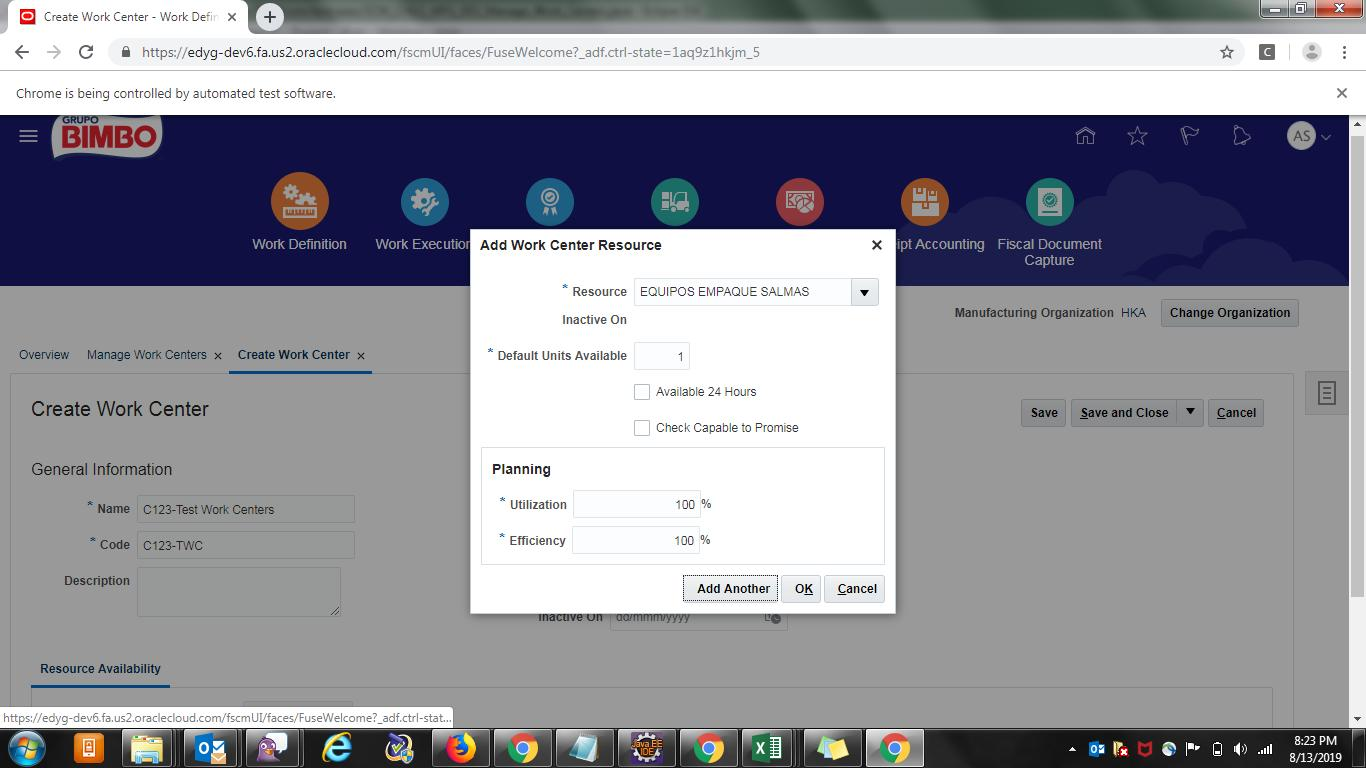 Create Work Center - Work Defin
https://edyg-dev6.fa.us2.oraclecloud.com/fscmUI/faces/FuseWelcome?_adf.ctrl-state=1aq9z1hkjm_5
C
Chrome is being controlled by automated test software.
GRUPO
BIMBO
AS
Work Definition
Work Execution
ipt Accounting
Fiscal Document
Capture
Add Work Center Resource
* Resource EQUIPOS EMPAQUE SALMAS
Inactive On
* Default Units Available 1
Available 24 Hours
Check Capable to Promise
Planning
* Utilization 100 %
* Efficiency 100 %
Add Another OK Cancel
Manufacturing Organization HKA Change Organization
Overview Manage Work Centers Create Work Center
Create Work Center
Save Save and Close Cancel
General Information
* Name C123-Test Work Centers
* Code C123-TWC
Description
Inactive On dd/mmm/yyyy
Resource Availability
https://edyg-dev6.fa.us2.oraclecloud.com/fscmUI/faces/FuseWelcome?_adf.ctrl-stat...
Java EE
IDE
8:23 PM
8/13/2019